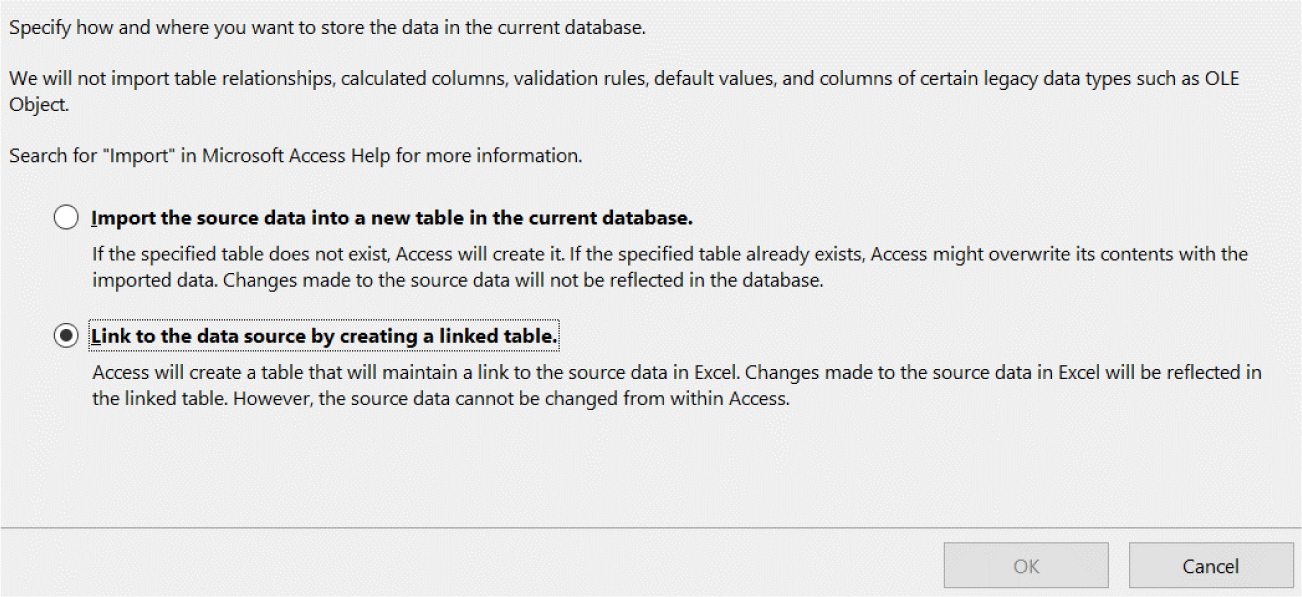 Specify how and where you want to store the data in the current database.
We will not import table relationships, calculated columns, validation rules, default values, and columns of certain legacy data types such as OLE
Object.
Search for "Import" in Microsoft Access Help for more information.
Import the source data into a new table in the current database.
If the specified table does not exist, Access will create it. If the specified table already exists, Access might overwrite its contents with the
imported data. Changes made to the source data will not be reflected in the database.
Link to the data source by creating a linked table.
Access will create a table that will maintain a link to the source data in Excel. Changes made to the source data in Excel will be reflected in
the linked table. However, the source data cannot be changed from within Access.
OK
Cancel